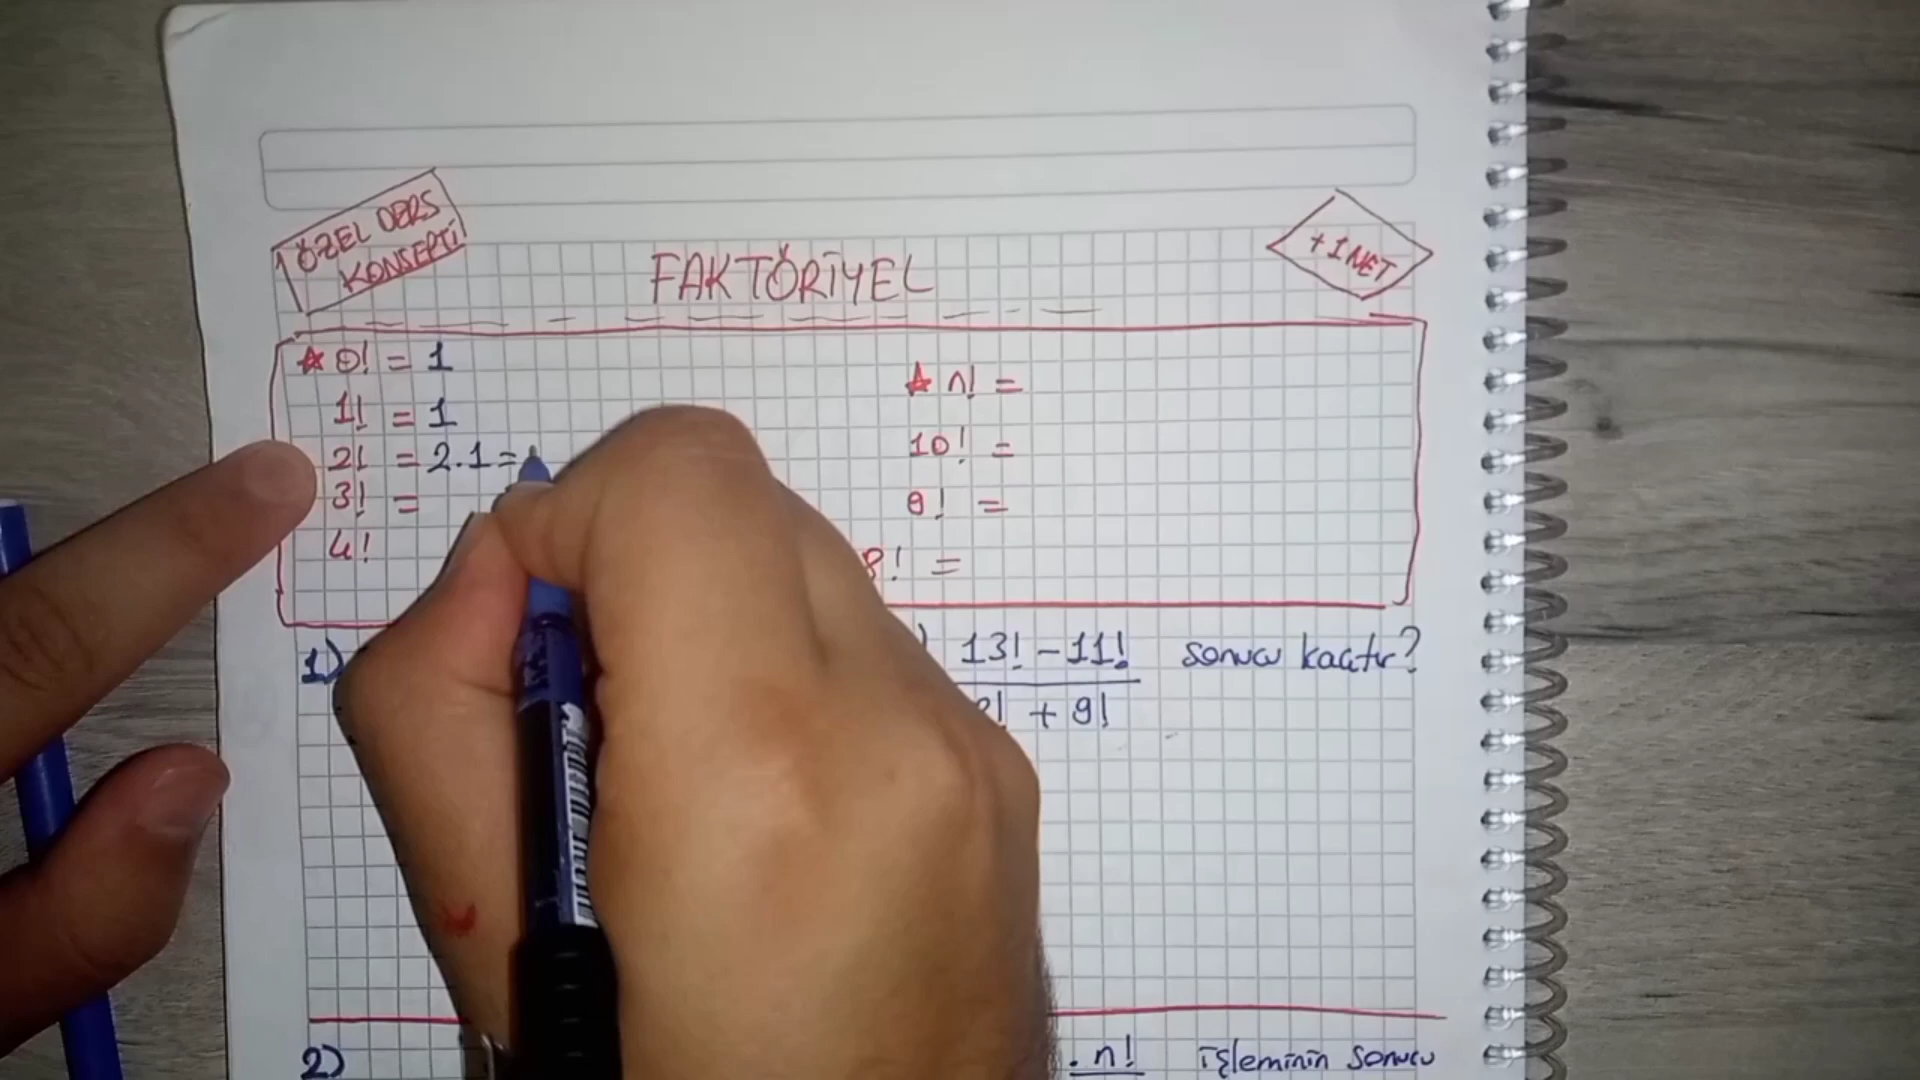 ÖZEL DERS
KONSEPTİ
FAKTÖRİYEL
+1 NET
☆ 0! = 1
1! = 1
2! = 2.1=
3! =
4!
☆ n! =
10! =
9! =
8! =
1)
13! - 11!
! + 9!
sonucu kaçtır?
2)
. n! işleminin sonucu